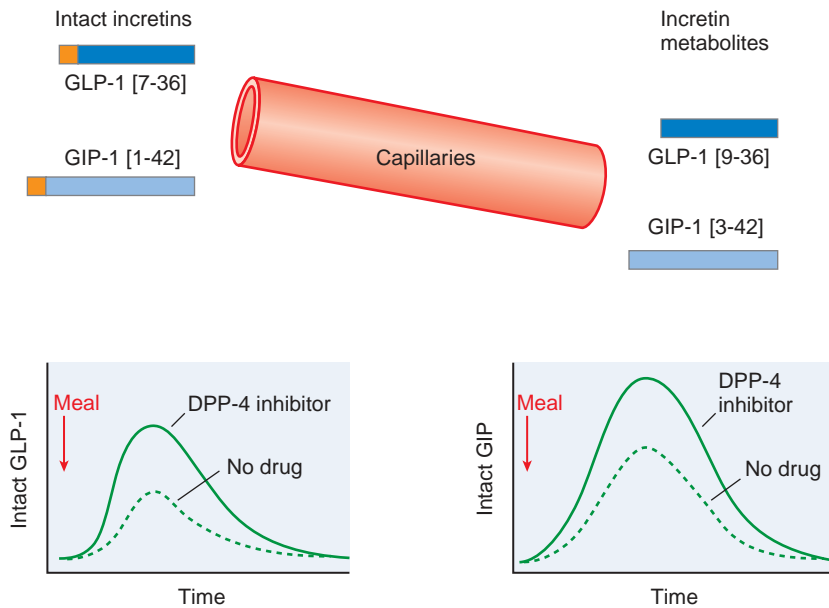 Intact incretins
GLP-1 [7-36]
GIP-1 [1-42]
Capillaries
Incretin
metabolites
GLP-1 [9-36]
GIP-1 [3-42]
Intact GLP-1
Meal
DPP-4 inhibitor
No drug
Time
Intact GIP
Meal
DPP-4
inhibitor
No drug
Time